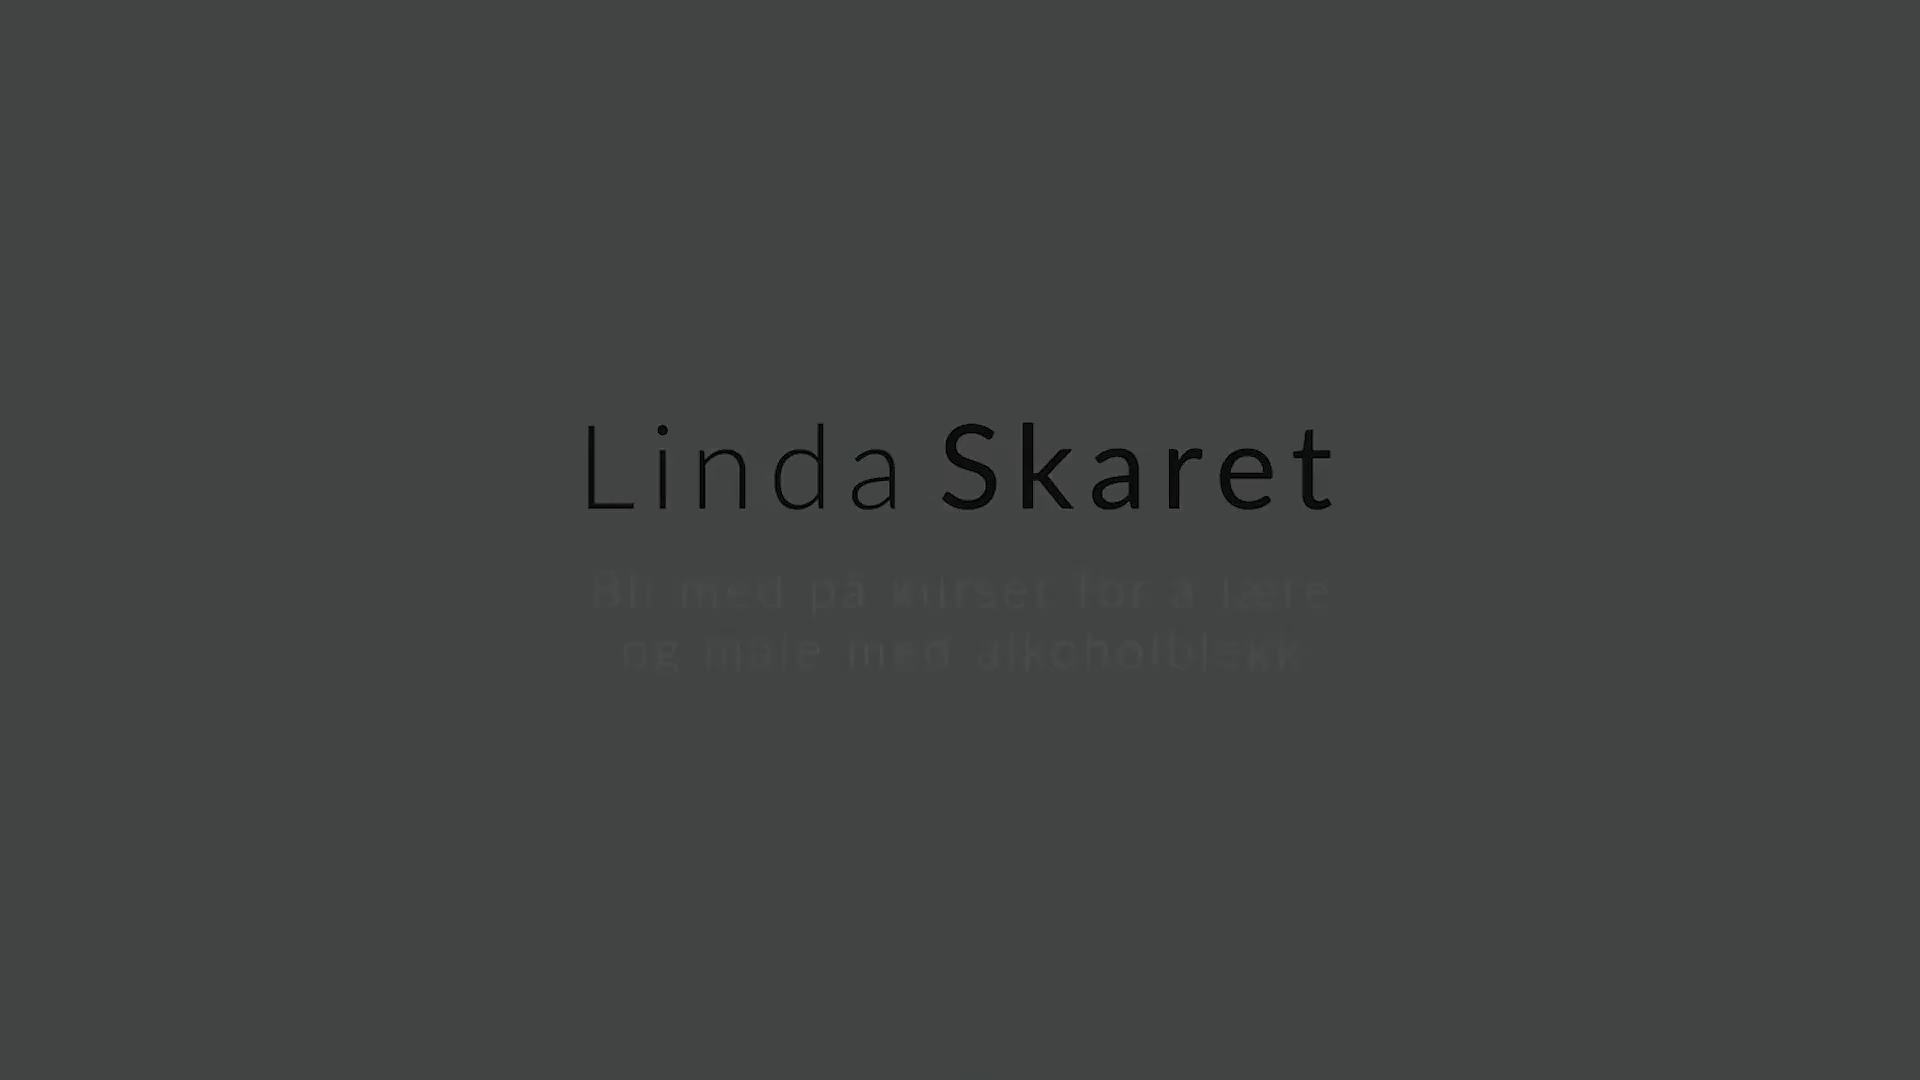 Linda Skaret
Bli med på kurset for å lære
og male med alkoholblekk